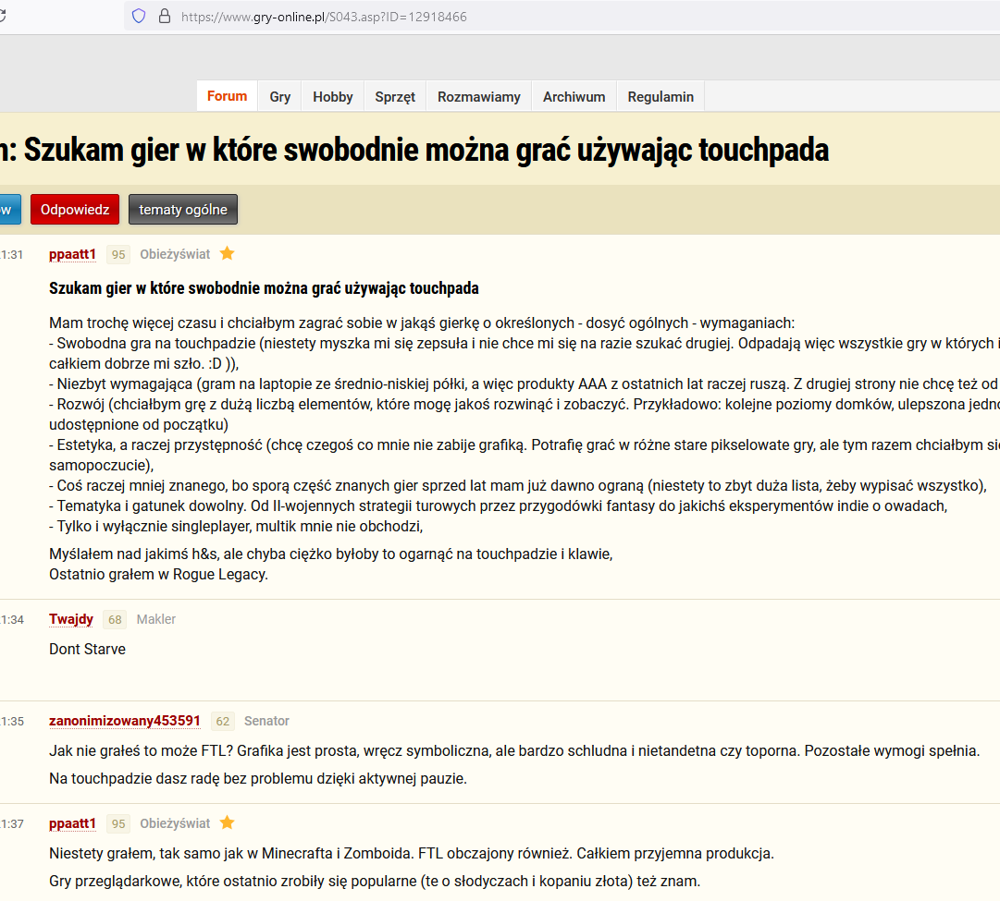 https://www.gry-online.pl/S043.asp?ID=12918466
Forum Gry Hobby Sprzęt Rozmawiamy Archiwum Regulamin
: Szukam gier w które swobodnie można grać używając touchpada
Odpowiedz tematy ogólne
1:31 ppaatt1 95 Obieżyświat
Szukam gier w które swobodnie można grać używając touchpada
Mam trochę więcej czasu i chciałbym zagrać sobie w jakąś gierkę o określonych - dosyć ogólnych - wymaganiach:
- Swobodna gra na touchpadzie (niestety myszka mi się zepsuła i nie chce mi się na razie szukać drugiej. Odpadają więc wszystkie gry w których i
całkiem dobrze mi szło. :D )),
- Niezbyt wymagająca (gram na laptopie ze średnio-niskiej półki, a więc produkty AAA z ostatnich lat raczej ruszą. Z drugiej strony nie chcę też od
- Rozwój (chciałbym grę z dużą liczbą elementów, które mogę jakoś rozwinąć i zobaczyć. Przykładowo: kolejne poziomy domków, ulepszona jedno
udostępnione od początku)
- Estetyka, a raczej przystępność (chcę czegoś co mnie nie zabije grafiką. Potrafię grać w różne stare pikselowate gry, ale tym razem chciałbym się
samopoczucie),
- Coś raczej mniej znanego, bo sporą część znanych gier sprzed lat mam już dawno ograną (niestety to zbyt duża lista, żeby wypisać wszystko),
- Tematyka i gatunek dowolny. Od II-wojennych strategii turowych przez przygodówki fantasy do jakichś eksperymentów indie o owadach,
- Tylko i wyłącznie singleplayer, multik mnie nie obchodzi,
Myślałem nad jakimś h&s, ale chyba ciężko byłoby to ogarnąć na touchpadzie i klawie,
Ostatnio grałem w Rogue Legacy.
1:34 Twajdy 68 Makler
Dont Starve
1:35 zanonimizowany453591 62 Senator
Jak nie grałeś to może FTL? Grafika jest prosta, wręcz symboliczna, ale bardzo schludna i nietandetna czy toporna. Pozostałe wymogi spełnia.
Na touchpadzie dasz radę bez problemu dzięki aktywnej pauzie.
1:37 ppaatt1 95 Obieżyświat
Niestety grałem, tak samo jak w Minecrafta i Zomboida. FTL obczajony również. Całkiem przyjemna produkcja.
Gry przeglądarkowe, które ostatnio zrobiły się popularne (te o słodyczach i kopaniu złota) też znam.